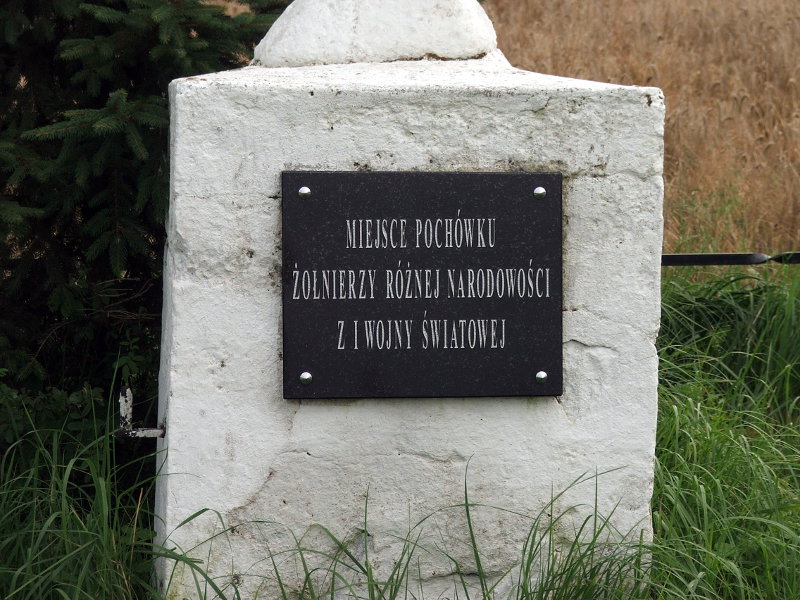 MIEJSCE POCHÓWKU
ŻOŁNIERZY RÓŻNEJ NARODOWOŚCI
Z I WOJNY ŚWIATOWEJ